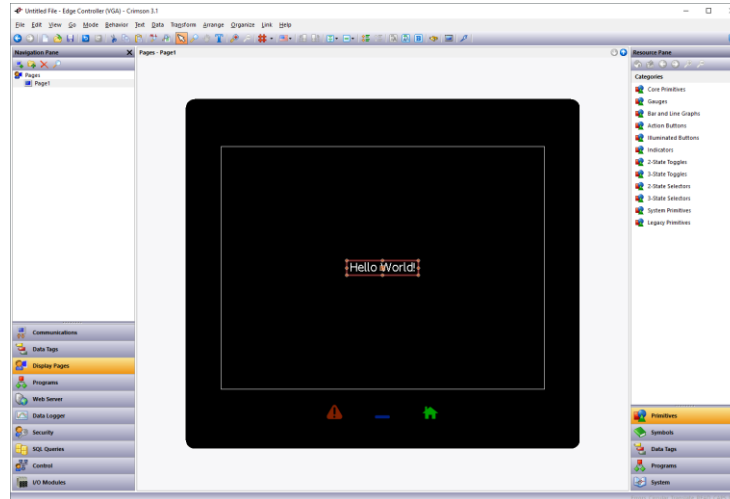 Untitled File - Edge Controller (VGA) - Crimson 3.1
File Edit View Go Mode Behavior Text Data Transform Arrange Organize Link Help
Navigation Pane
Pages - Page1
Resource Pane
Pages
Page1
Categories
Core Primitives
Gauges
Bar and Line Graphs
Action Buttons
Illuminated Buttons
Indicators
2-State Toggles
3-State Toggles
2-State Selectors
3-State Selectors
System Primitives
Legacy Primitives
Hello World!
Communications
Data Tags
Display Pages
Programs
Web Server
Data Logger
Security
SQL Queries
Control
I/O Modules
Primitives
Symbols
Data Tags
Programs
System